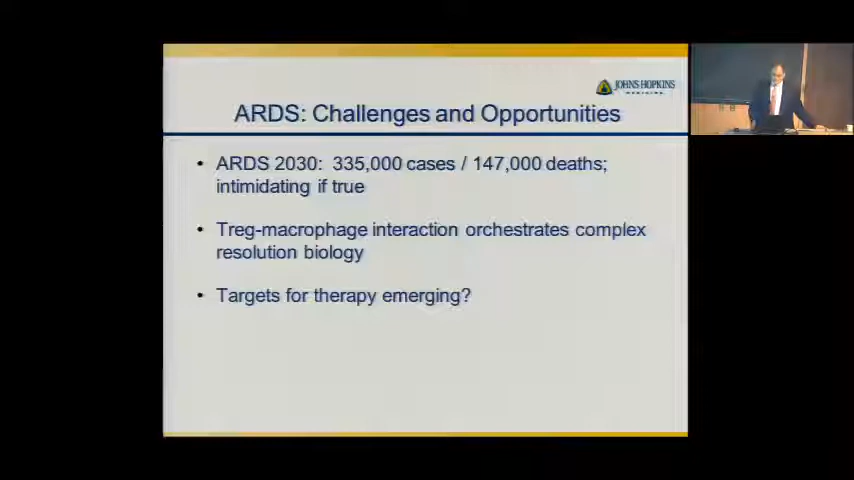 JOHNS HOPKINS
MEDICINE
ARDS: Challenges and Opportunities
• ARDS 2030: 335,000 cases / 147,000 deaths;
intimidating if true
• Treg-macrophage interaction orchestrates complex
resolution biology
• Targets for therapy emerging?